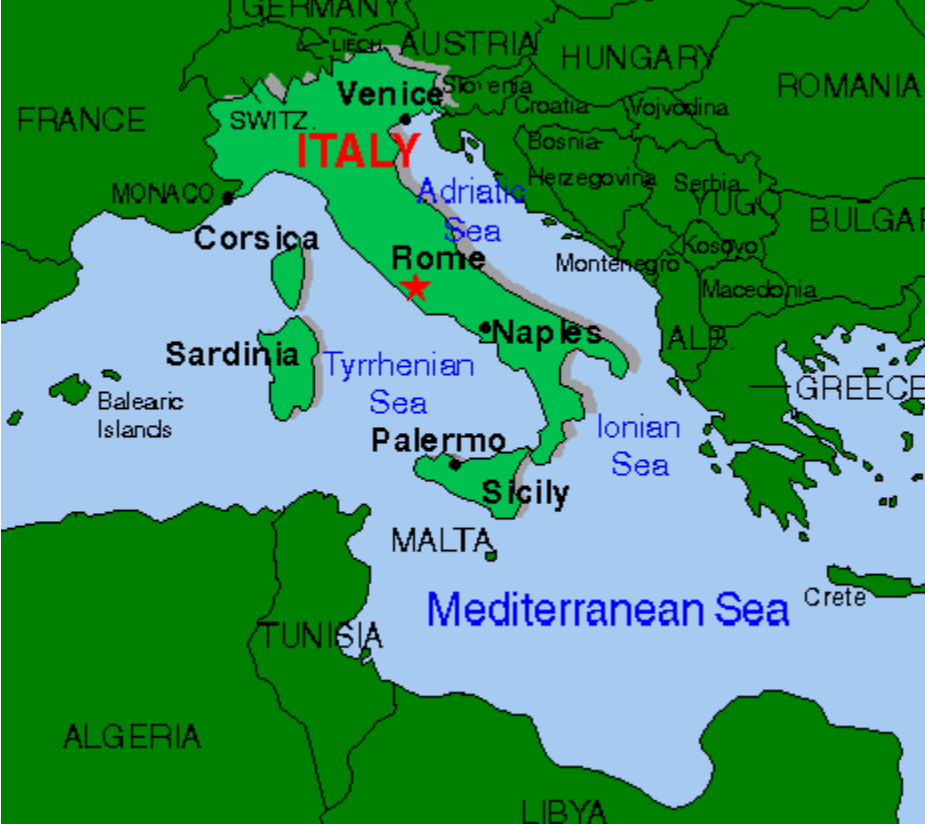 GERMANY
LIECH.
AUSTRIA
HUNGARY
ROMANIA
FRANCE
SWITZ.
Venice
Slovenia
Croatia
Vojvodina
ITALY
Bosnia-
Herzegovina
Serbia
YUGO
BULGAR
MONACO
Adriatic
Sea
Corsica
Rome
Montenegro
Kosovo
Macedonia
Naples
ALB.
Sardinia
Tyrrhenian
Sea
GREECE
Balearic
Islands
Ionian
Sea
Palermo
Sicily
MALTA
Mediterranean Sea
Crete
TUNISIA
ALGERIA
LIBYA